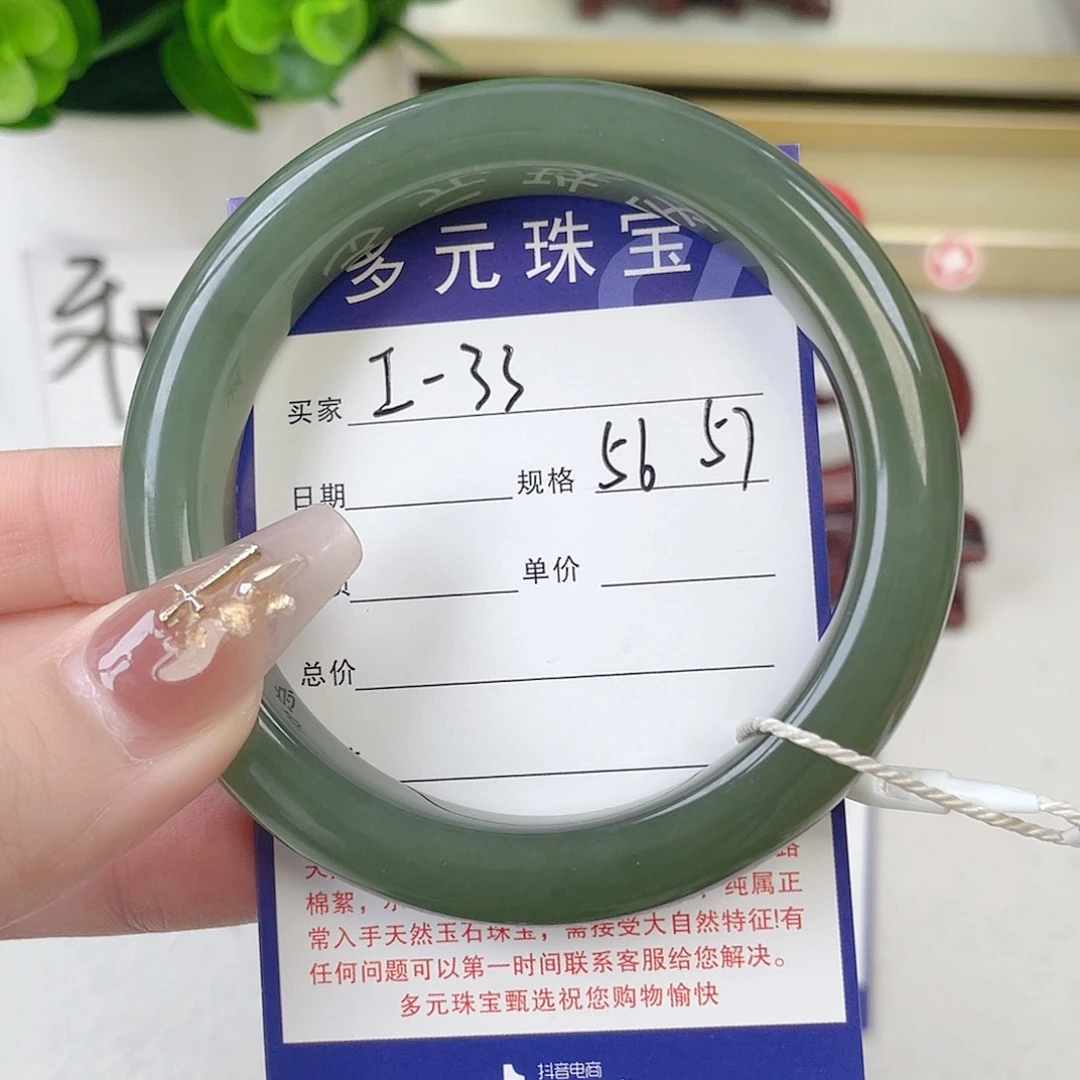 多元珠宝
买家 I-33
日期 规格 56 57
单价
总价
棉絮，
纯属正
常入手天然玉石珠宝，需接受大自然特征!有
任何问题可以第一时间联系客服给您解决。
多元珠宝甄选祝您购物愉快
抖音电商